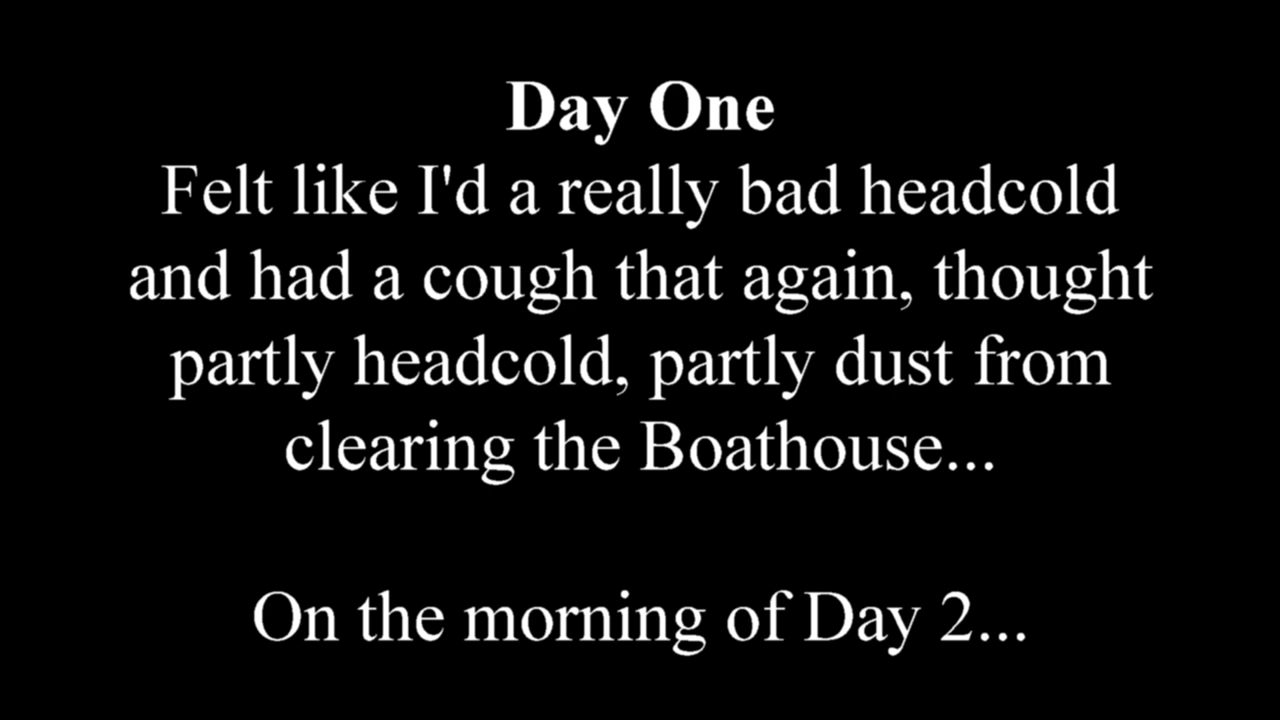 Day One
Felt like I'd a really bad headcold
and had a cough that again, thought
partly headcold, partly dust from
clearing the Boathouse...
On the morning of Day 2...